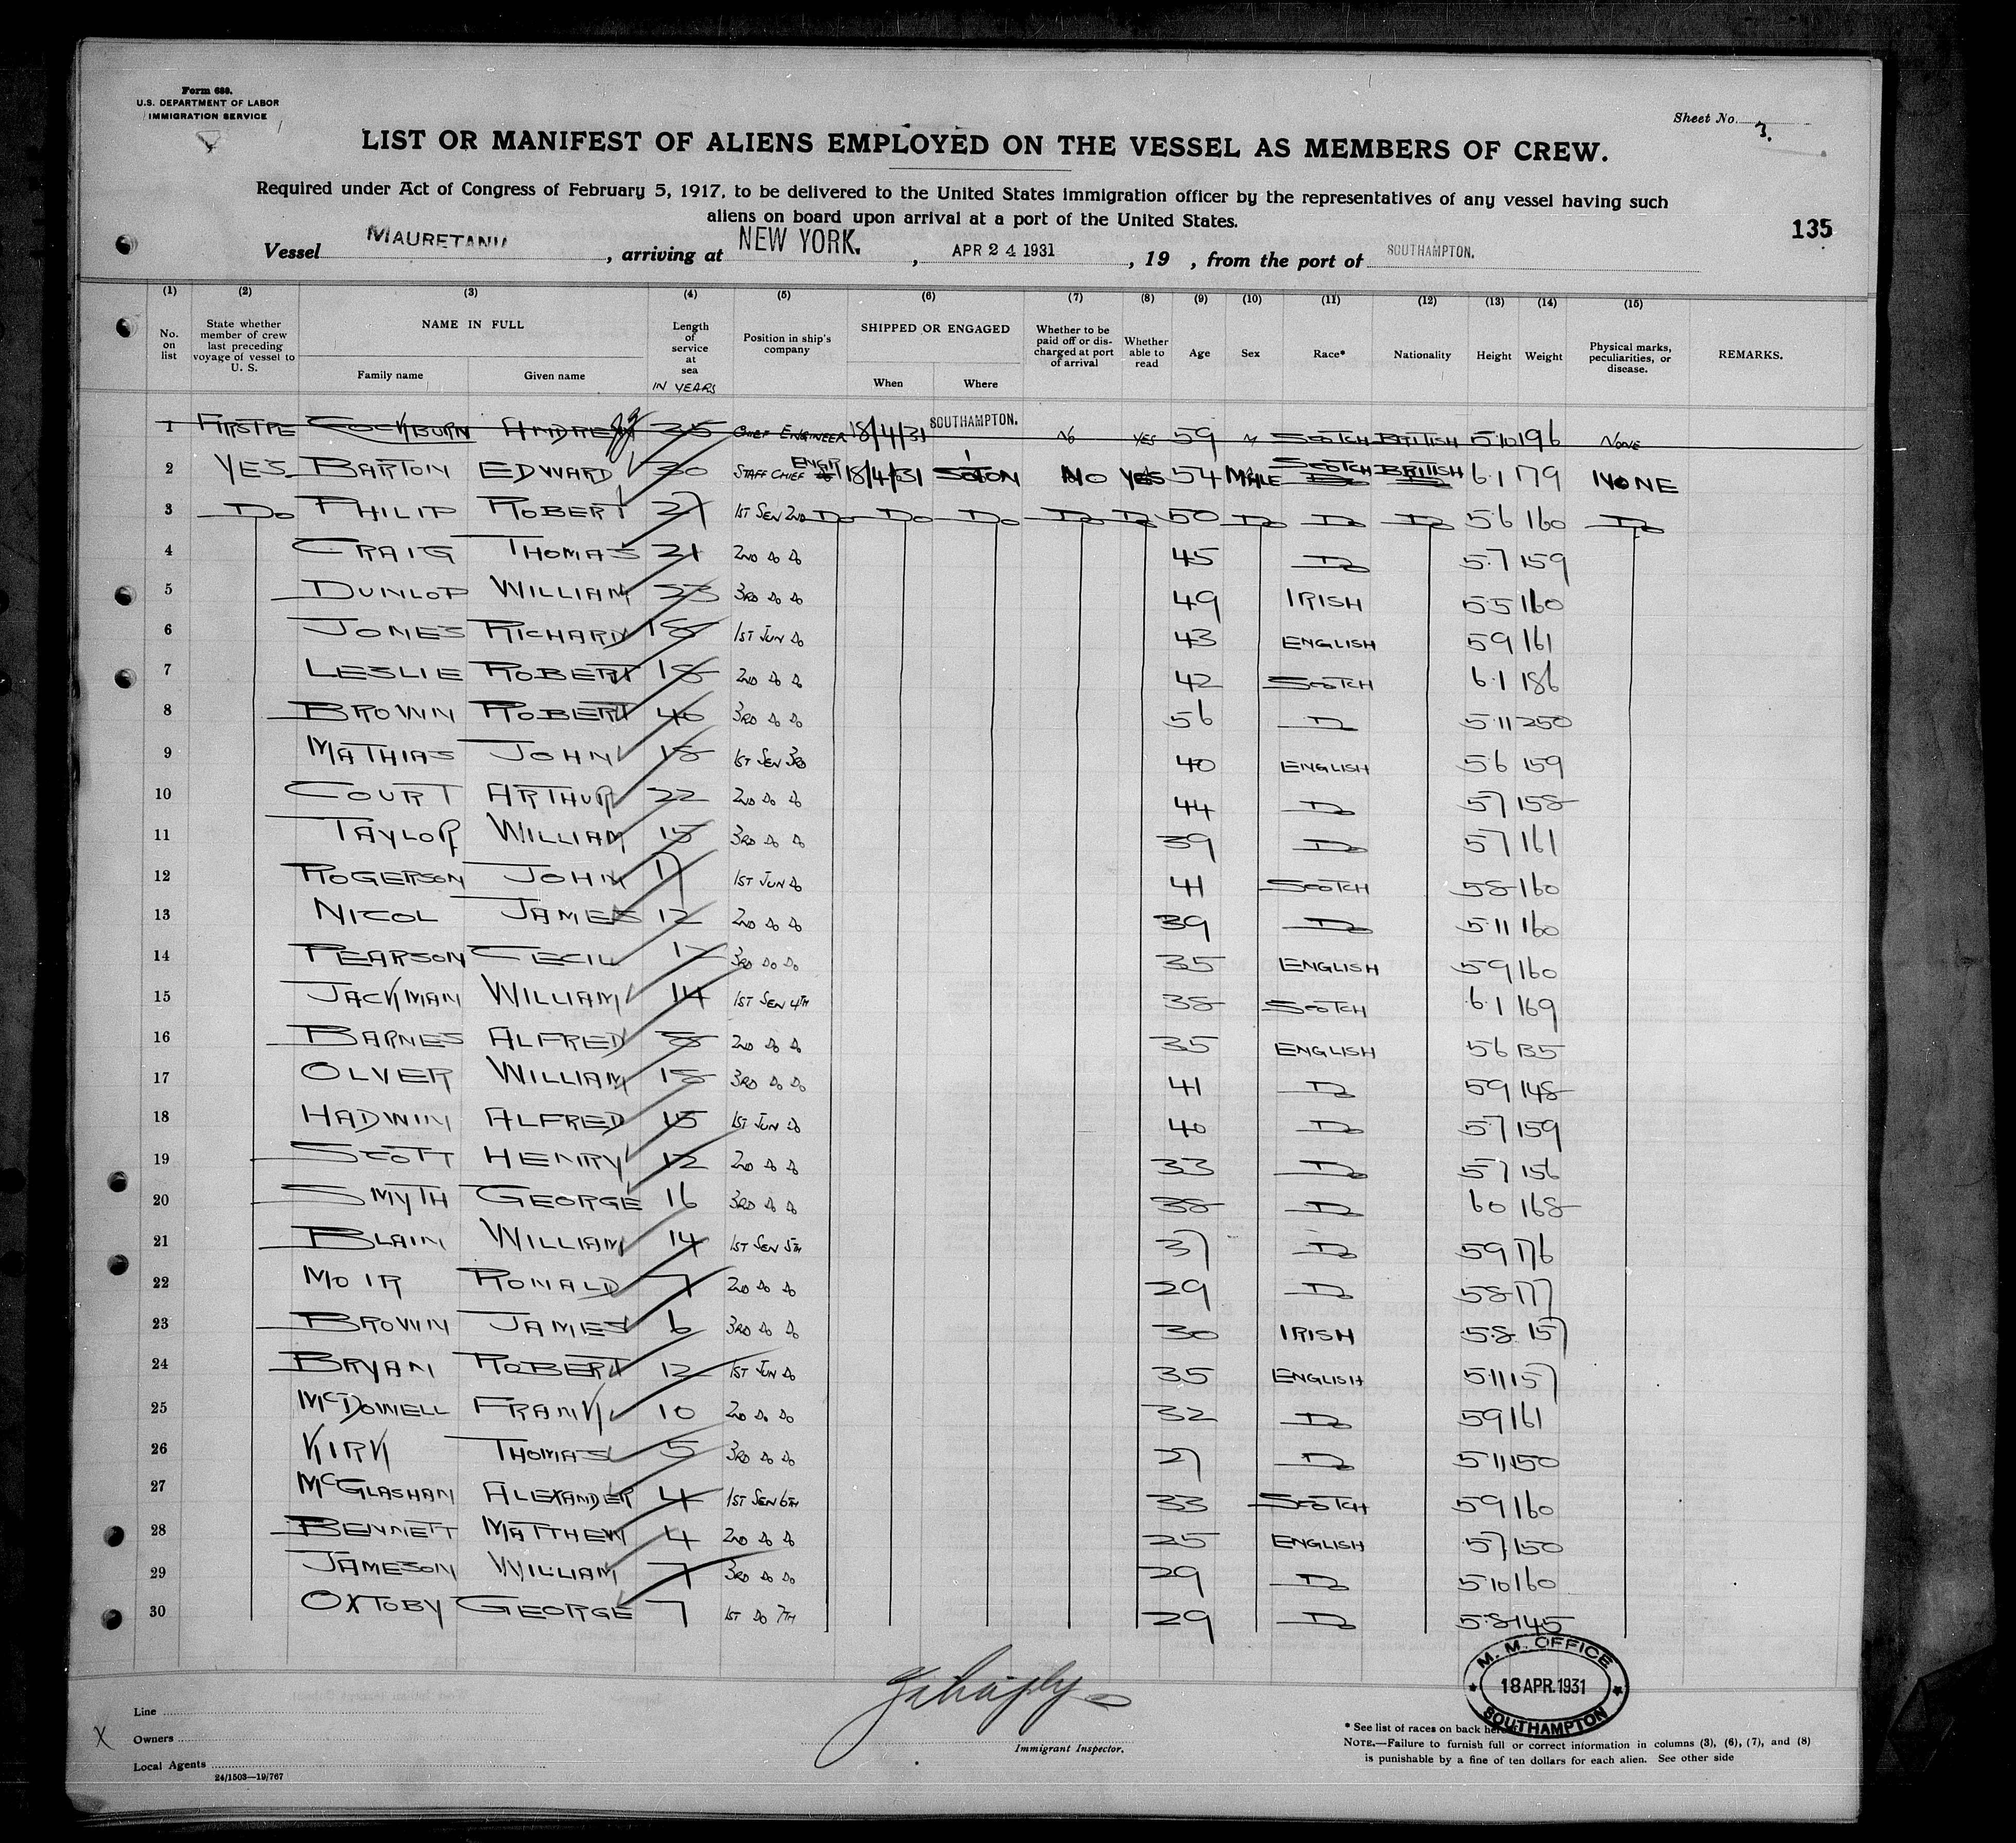 Form 680.
U.S. DEPARTMENT OF LABOR
IMMIGRATION SERVICE
Sheet No. 7.
LIST OR MANIFEST OF ALIENS EMPLOYED ON THE VESSEL AS MEMBERS OF CREW.
Required under Act of Congress of February 5, 1917, to be delivered to the United States immigration officer by the representatives of any vessel having such
aliens on board upon arrival at a port of the United States.
135
Vessel MAURETANIA, arriving at NEW YORK., APR 24 1931, 19 , from the port of SOUTHAMPTON.
(1) (2) (3) (4) (5) (6) (7) (8) (9) (10) (11) (12) (13) (14) (15)
No. on list State whether member of crew last preceding voyage of vessel to U. S. NAME IN FULL Family name Given name Length of service at sea IN YEARS Position in ship's company SHIPPED OR ENGAGED When Where Whether to be paid off or discharged at port of arrival Whether able to read Age Sex Race* Nationality Height Weight Physical marks, peculiarities, or disease. REMARKS.
1 COCKBURN ANDREW 35 CHIEF ENGINEER 18/4/31 SOUTHAMPTON. NO YES 59 M SCOTCH BRITISH 5.10 196 NONE
2 YES BARTON EDWARD 30 STAFF CHIEF ENGR 18/4/31 SOTON NO YES 54 MALE SCOTCH BRITISH 6.1 179 NONE
3 Do PHILIP ROBERT 27 1ST SEN 2ND Do Do Do Do Do 50 Do Do Do 5.6 160 Do
4 CRAIG THOMAS 21 2ND Do Do 45 Do 5.7 159
5 DUNLOP WILLIAM 23 3RD Do Do 49 IRISH 5.5 160
6 JONES RICHARD 18 1ST JUN Do 43 ENGLISH 5.9 161
7 LESLIE ROBERT 18 2ND Do Do 42 SCOTCH 6.1 186
8 BROWN ROBERT 40 3RD Do Do 56 Do 5.11 250
9 MATHIAS JOHN 18 1ST SEN 3RD 40 ENGLISH 5.6 159
10 COURT ARTHUR 22 2ND Do Do 44 Do 5.7 158
11 TAYLOR WILLIAM 15 3RD Do Do 39 Do 5.7 161
12 ROGERSON JOHN 17 1ST JUN Do 41 SCOTCH 5.8 160
13 NICOL JAMES 12 2ND Do Do 39 Do 5.11 160
14 PEARSON CECIL 12 3RD Do Do 35 ENGLISH 5.9 160
15 JACKMAN WILLIAM 14 1ST SEN 4TH 38 SCOTCH 6.1 169
16 BARNES ALFRED 8 2ND Do Do 35 ENGLISH 5.6 135
17 OLVER WILLIAM 18 3RD Do Do 41 Do 5.9 148
18 HADWIN ALFRED 15 1ST JUN Do 40 Do 5.7 159
19 SCOTT HENRY 12 2ND Do Do 33 Do 5.7 156
20 SMYTH GEORGE 16 3RD Do Do 38 Do 6.0 168
21 BLAIN WILLIAM 14 1ST SEN 5TH 37 Do 5.9 176
22 MOIR RONALD 7 2ND Do Do 29 Do 5.8 177
23 BROWN JAMES 6 3RD Do Do 30 IRISH 5.8 157
24 BRYAN ROBERT 12 1ST JUN Do 35 ENGLISH 5.11 157
25 McDOWELL FRANK 10 2ND Do Do 32 Do 5.9 161
26 KIRK THOMAS 5 3RD Do Do 27 Do 5.11 150
27 McGLASHAN ALEXANDER 4 1ST SEN 6TH 33 SCOTCH 5.9 160
28 BENNETT MATTHEW 4 2ND Do Do 25 ENGLISH 5.7 150
29 JAMESON WILLIAM 7 3RD Do Do 29 Do 5.10 160
30 OXTOBY GEORGE 7 1ST Do 7TH 29 Do 5.8 145
M. M. OFFICE
18 APR. 1931
SOUTHAMPTON
Line
X Owners
Local Agents
24/1503—19/767
Immigrant Inspector.
* See list of races on back
NOTE.—Failure to furnish full or correct information in columns (3), (6), (7), and (8)
is punishable by a fine of ten dollars for each alien. See other side